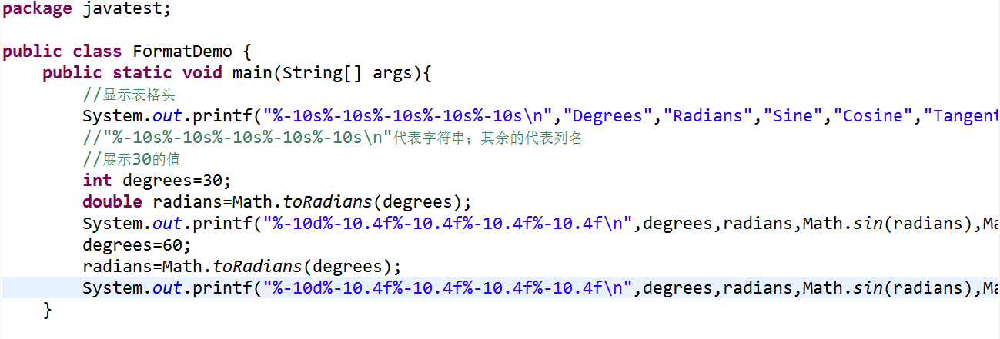 package javatest;
public class FormatDemo {
public static void main(String[] args){
//显示表格头
System.out.printf("%-10s%-10s%-10s%-10s%-10s\n","Degrees","Radians","Sine","Cosine","Tangent
//"%-10s%-10s%-10s%-10s%-10s\n"代表字符串；其余的代表列名
//展示30的值
int degrees=30;
double radians=Math.toRadians(degrees);
System.out.printf("%-10d%-10.4f%-10.4f%-10.4f%-10.4f\n",degrees,radians,Math.sin(radians),Ma
degrees=60;
radians=Math.toRadians(degrees);
System.out.printf("%-10d%-10.4f%-10.4f%-10.4f%-10.4f\n",degrees,radians,Math.sin(radians),Ma
}